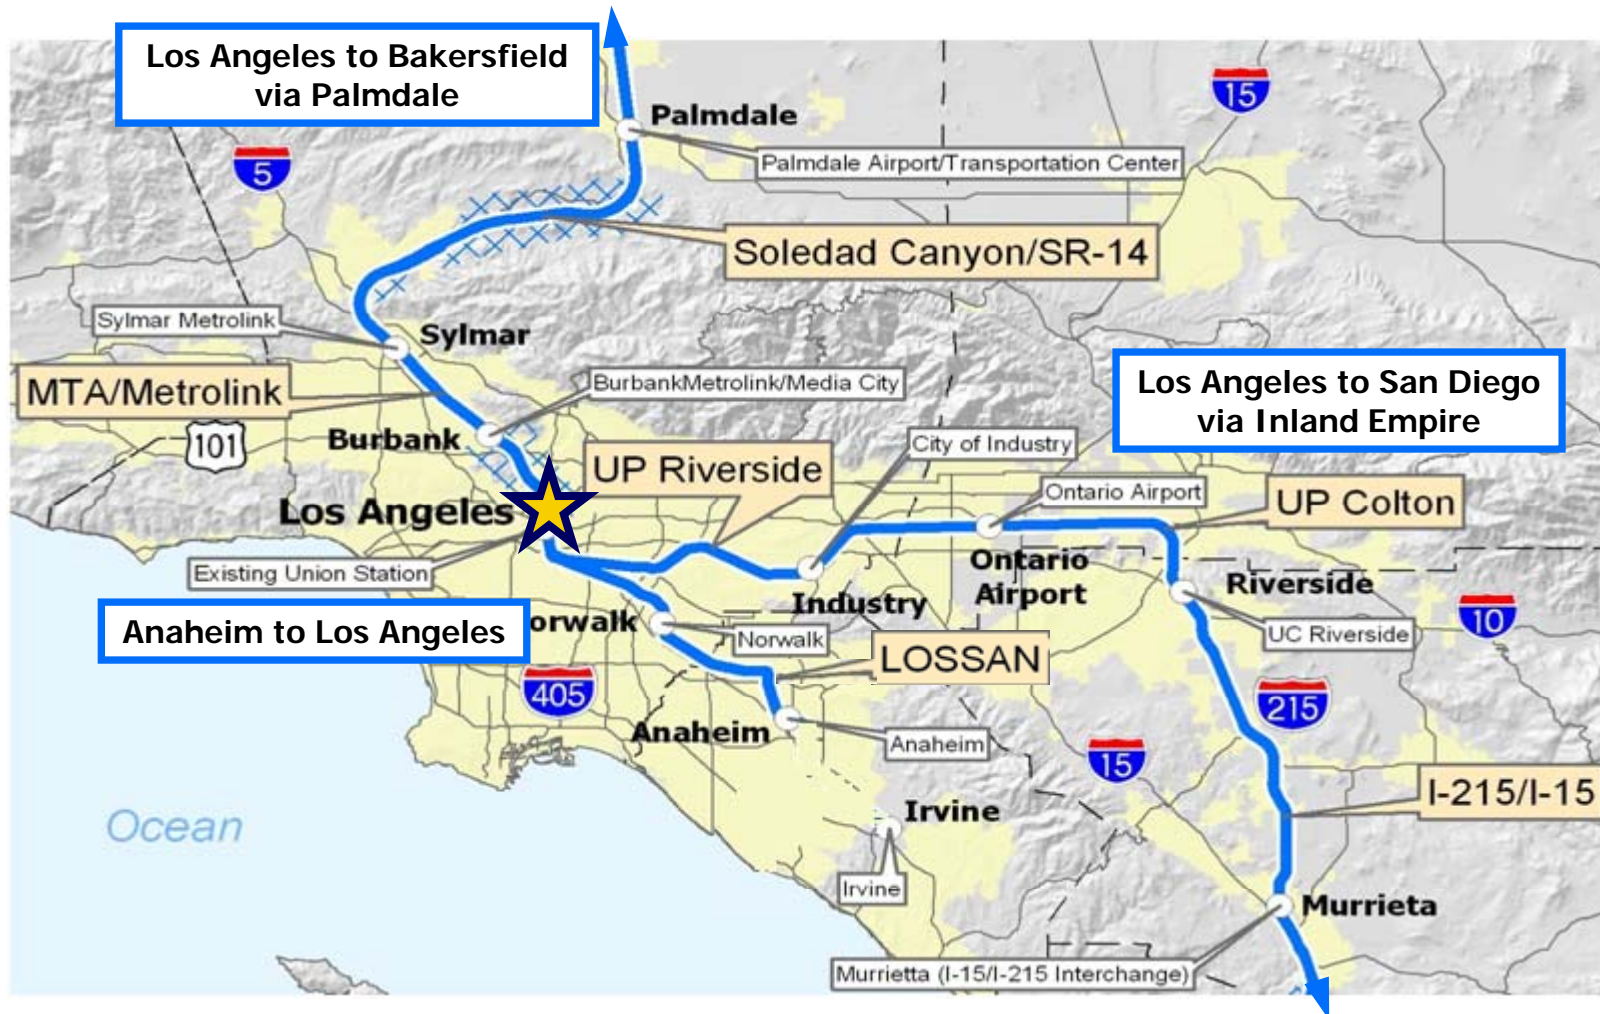 Los Angeles to Bakersfield
via Palmdale
Palmdale
15
5
Palmdale Airport/Transportation Center
Soledad Canyon/SR-14
Sylmar Metrolink
Sylmar
MTA/Metrolink
BurbankMetrolink/Media City
Los Angeles to San Diego
via Inland Empire
101
Burbank
City of Industry
UP Riverside
Ontario Airport
UP Colton
Los Angeles
Existing Union Station
Ontario
Airport
Riverside
Industry
10
Anaheim to Los Angeles
orwalk
Norwalk
UC Riverside
LOSSAN
405
215
Anaheim
Anaheim
15
I-215/I-15
Ocean
Irvine
Irvine
Murrieta
Murrietta (I-15/I-215 Interchange)